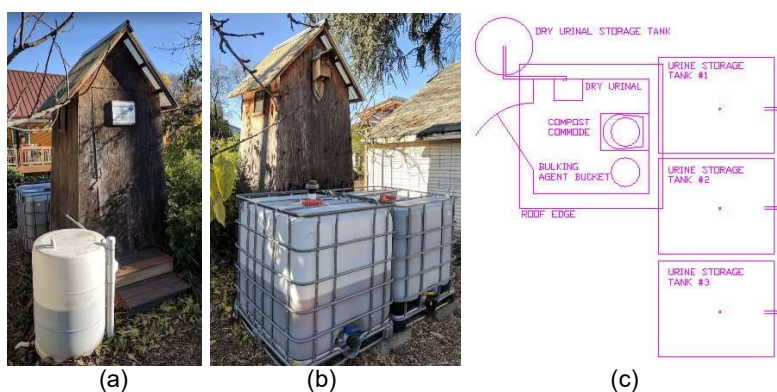 DRY URINAL STORAGE TANK
URINE STORAGE
TANK #1
DRY URINAL
COMPOST
COMMODE
BULKING
AGENT BUCKET
URINE STORAGE
TANK #2
ROOF EDGE
URINE STORAGE
TANK #3
(a)
(b)
(c)